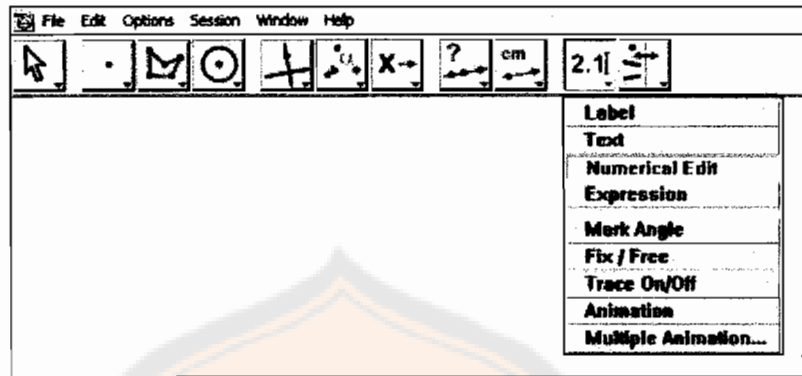 File Edit Options Session Window Help
X ? cm 2.1
Label
Text
Numerical Edit
Expression
Mark Angle
Fix / Free
Trace On/Off
Animation
Multiple Animation...